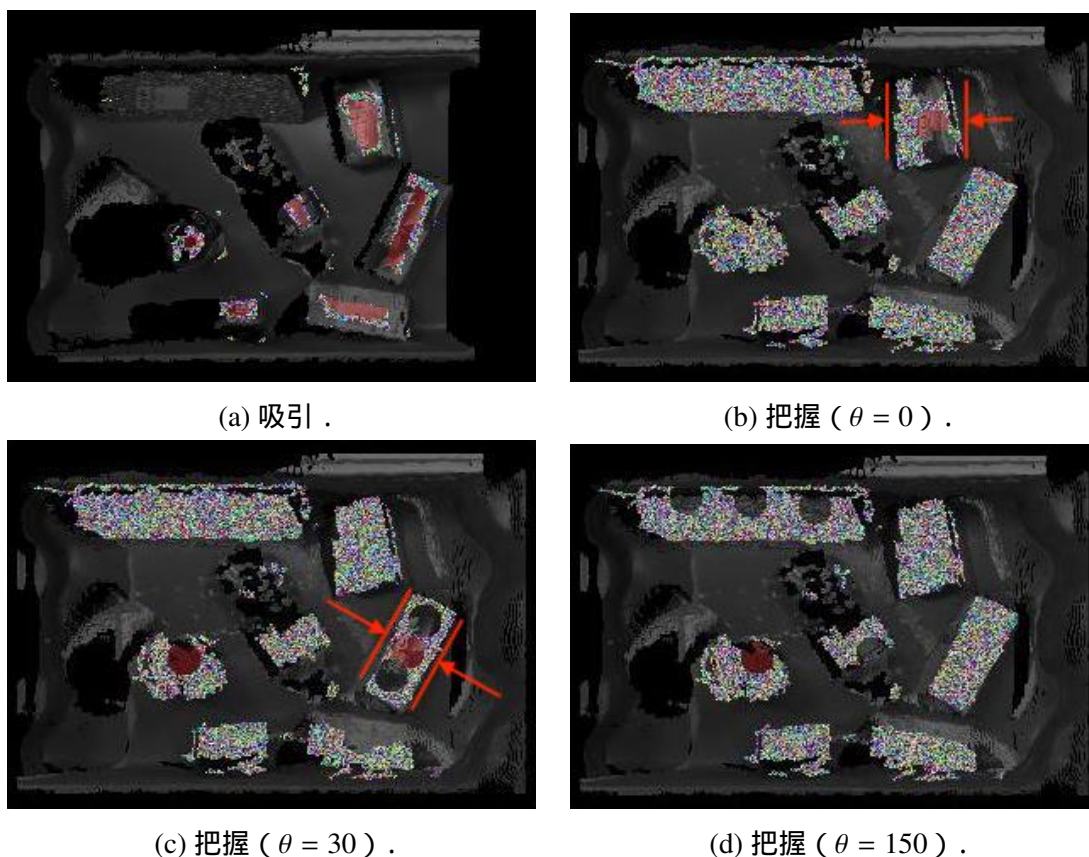 (a) 吸引．
(b) 把握（θ = 0）．
(c) 把握（θ = 30）．
(d) 把握（θ = 150）．